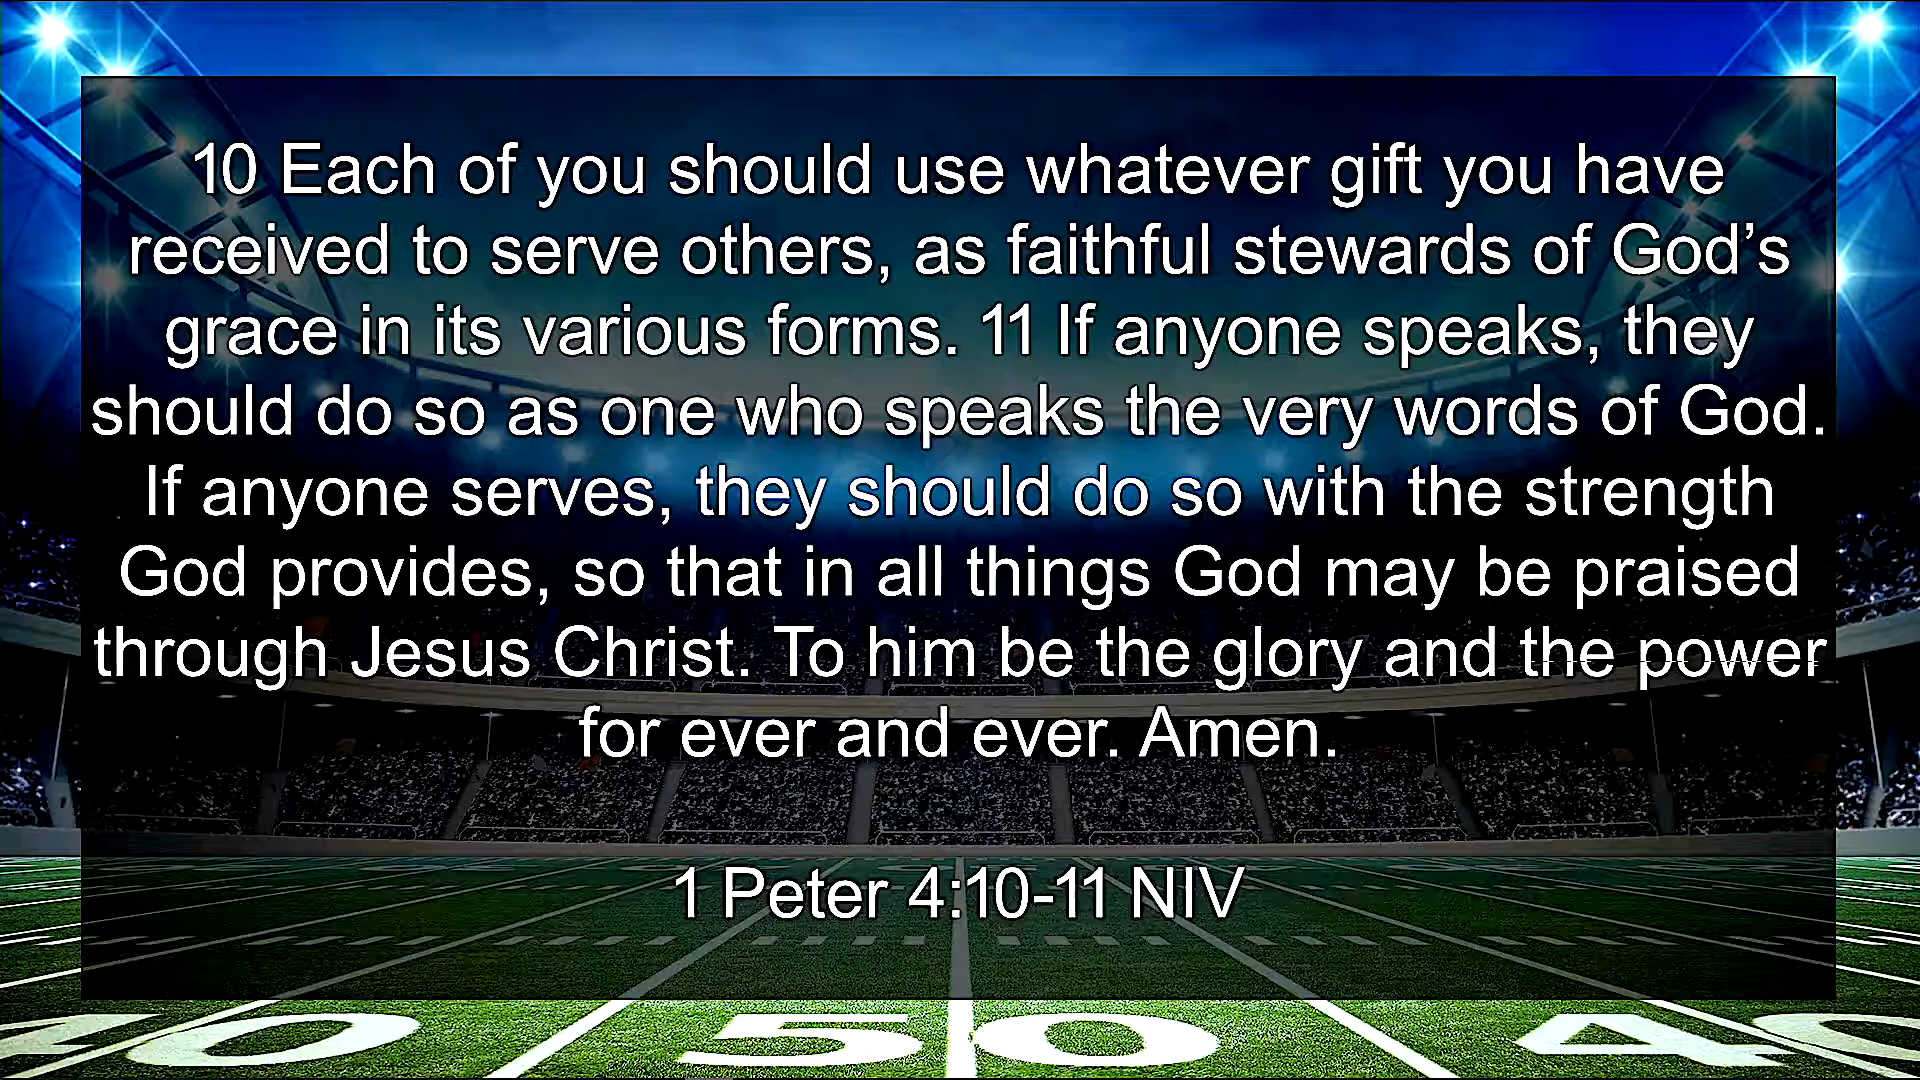 10 Each of you should use whatever gift you have
received to serve others, as faithful stewards of God’s
grace in its various forms. 11 If anyone speaks, they
should do so as one who speaks the very words of God.
If anyone serves, they should do so with the strength
God provides, so that in all things God may be praised
through Jesus Christ. To him be the glory and the power
for ever and ever. Amen.
1 Peter 4:10-11 NIV
40 50 40